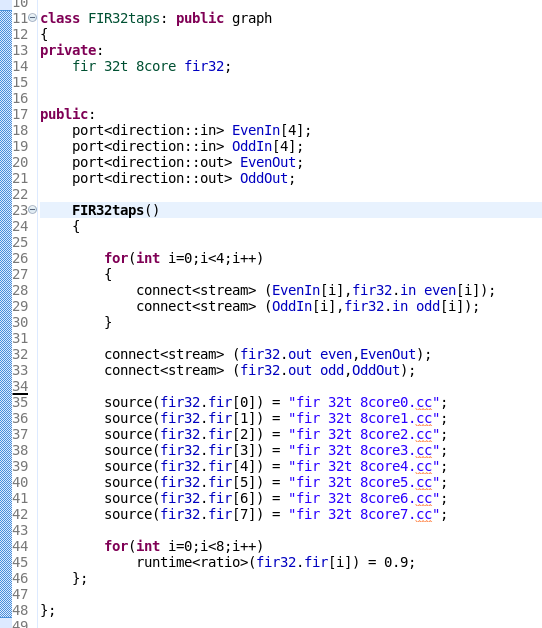 10
11 class FIR32taps: public graph
12 {
13 private:
14     fir 32t 8core fir32;
15
16
17 public:
18     port<direction::in> EvenIn[4];
19     port<direction::in> OddIn[4];
20     port<direction::out> EvenOut;
21     port<direction::out> OddOut;
22
23     FIR32taps()
24     {
25
26         for(int i=0;i<4;i++)
27         {
28             connect<stream> (EvenIn[i],fir32.in even[i]);
29             connect<stream> (OddIn[i],fir32.in odd[i]);
30         }
31
32         connect<stream> (fir32.out even,EvenOut);
33         connect<stream> (fir32.out odd,OddOut);
34
35         source(fir32.fir[0]) = "fir 32t 8core0.cc";
36         source(fir32.fir[1]) = "fir 32t 8core1.cc";
37         source(fir32.fir[2]) = "fir 32t 8core2.cc";
38         source(fir32.fir[3]) = "fir 32t 8core3.cc";
39         source(fir32.fir[4]) = "fir 32t 8core4.cc";
40         source(fir32.fir[5]) = "fir 32t 8core5.cc";
41         source(fir32.fir[6]) = "fir 32t 8core6.cc";
42         source(fir32.fir[7]) = "fir 32t 8core7.cc";
43
44         for(int i=0;i<8;i++)
45             runtime<ratio>(fir32.fir[i]) = 0.9;
46     };
47
48 };
49